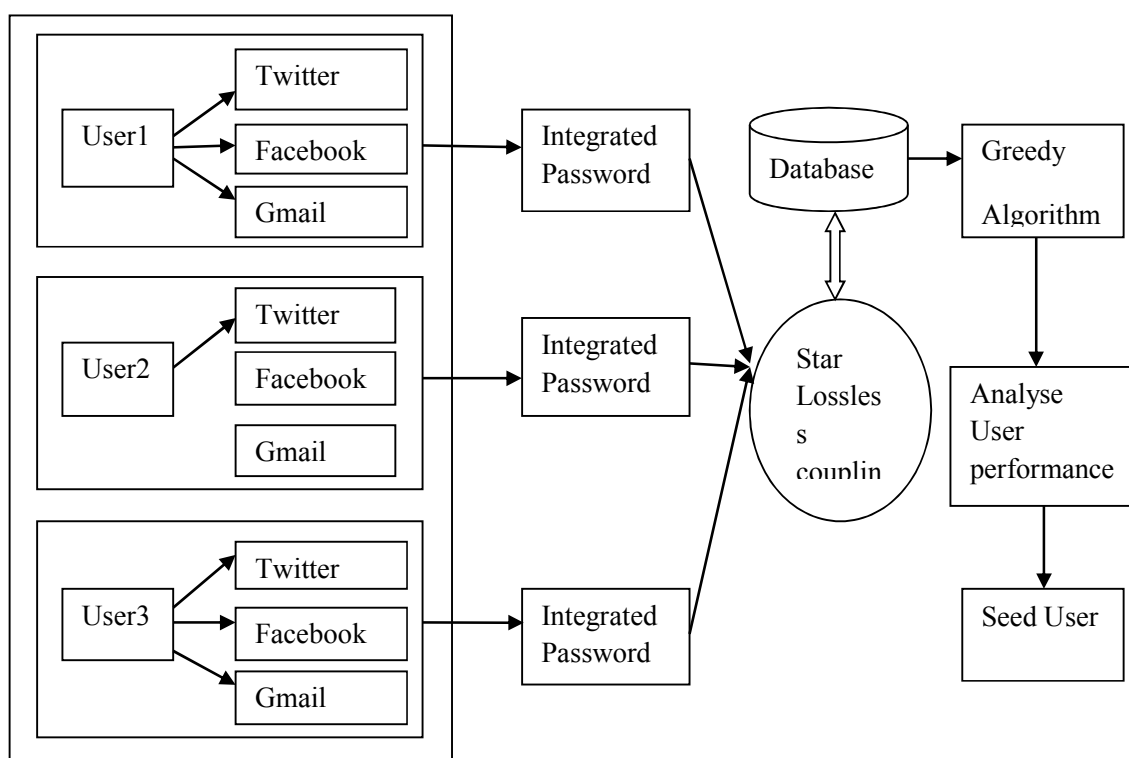 Twitter
User1
Facebook
Gmail
Integrated
Password
Database
Greedy
Algorithm
Twitter
User2
Facebook
Gmail
Integrated
Password
Star
Lossles
s
couplin
Analyse
User
performance
Twitter
User3
Facebook
Gmail
Integrated
Password
Seed User